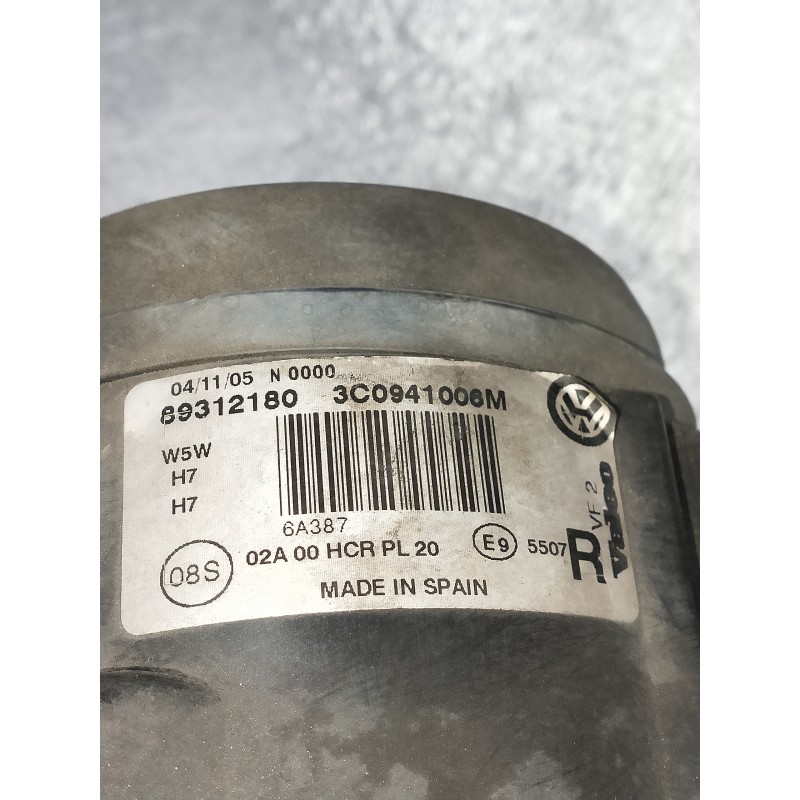 04/11/05 N 0000
89312180 3C0941006M
W5W
H7
H7
6A387
08S
02A 00 HCR PL 20 E9 5507
R
VF 2
Valeo
MADE IN SPAIN